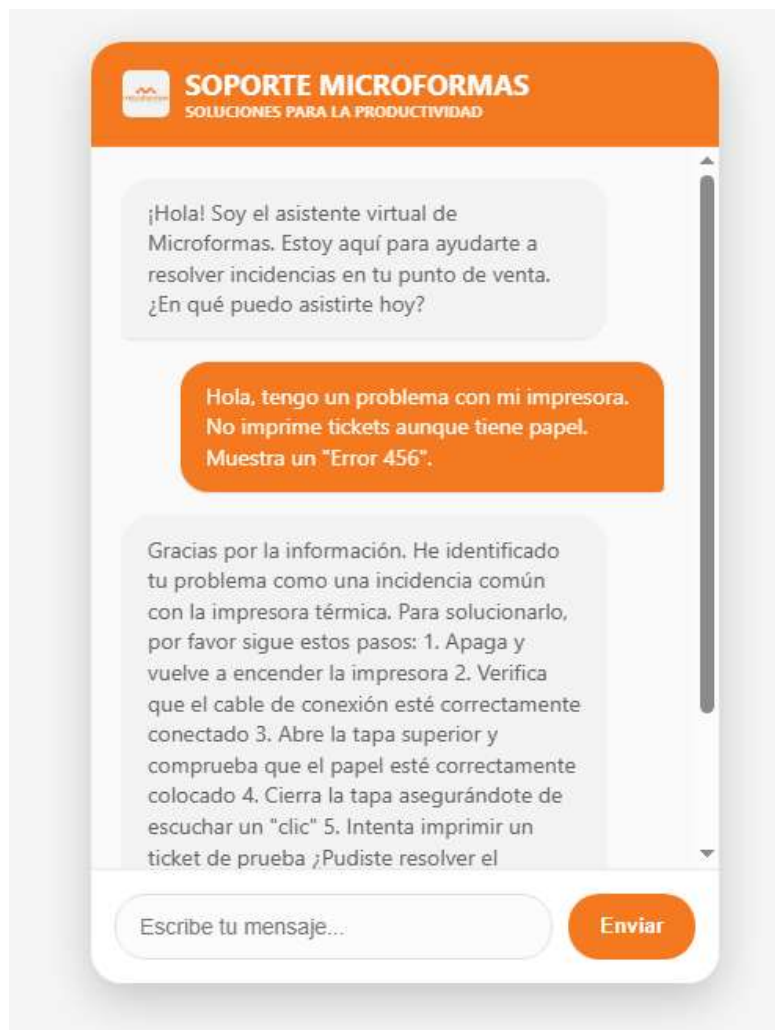 SOPORTE MICROFORMAS
SOLUCIONES PARA LA PRODUCTIVIDAD
¡Hola! Soy el asistente virtual de
Microformas. Estoy aquí para ayudarte a
resolver incidencias en tu punto de venta.
¿En qué puedo asistirte hoy?
Hola, tengo un problema con mi impresora.
No imprime tickets aunque tiene papel.
Muestra un "Error 456".
Gracias por la información. He identificado
tu problema como una incidencia común
con la impresora térmica. Para solucionarlo,
por favor sigue estos pasos: 1. Apaga y
vuelve a encender la impresora 2. Verifica
que el cable de conexión esté correctamente
conectado 3. Abre la tapa superior y
comprueba que el papel esté correctamente
colocado 4. Cierra la tapa asegurándote de
escuchar un "clic" 5. Intenta imprimir un
ticket de prueba ¿Pudiste resolver el
Escribe tu mensaje...
Enviar